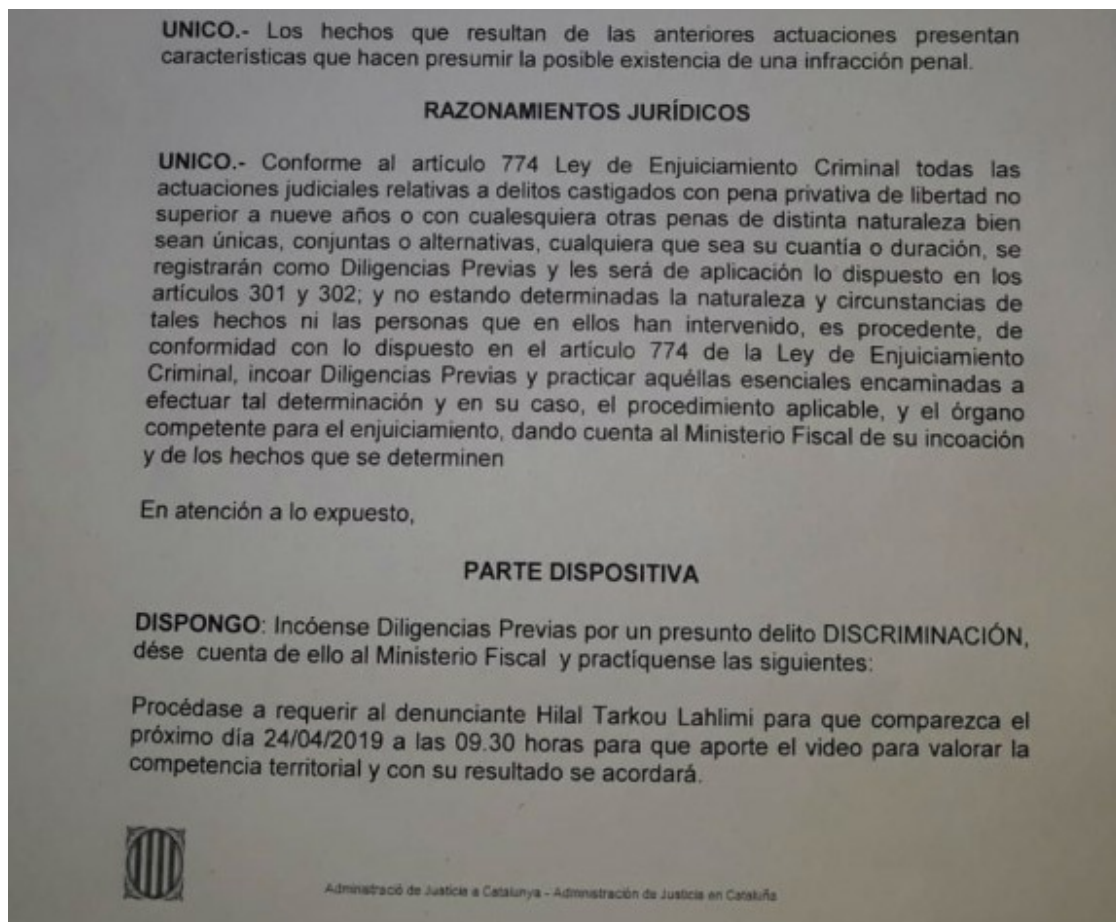 UNICO.- Los hechos que resultan de las anteriores actuaciones presentan
características que hacen presumir la posible existencia de una infracción penal.
RAZONAMIENTOS JURÍDICOS
UNICO.- Conforme al artículo 774 Ley de Enjuiciamiento Criminal todas las
actuaciones judiciales relativas a delitos castigados con pena privativa de libertad no
superior a nueve años o con cualesquiera otras penas de distinta naturaleza bien
sean únicas, conjuntas o alternativas, cualquiera que sea su cuantía o duración, se
registrarán como Diligencias Previas y les será de aplicación lo dispuesto en los
artículos 301 y 302; y no estando determinadas la naturaleza y circunstancias de
tales hechos ni las personas que en ellos han intervenido, es procedente, de
conformidad con lo dispuesto en el artículo 774 de la Ley de Enjuiciamiento
Criminal, incoar Diligencias Previas y practicar aquéllas esenciales encaminadas a
efectuar tal determinación y en su caso, el procedimiento aplicable, y el órgano
competente para el enjuiciamiento, dando cuenta al Ministerio Fiscal de su incoación
y de los hechos que se determinen
En atención a lo expuesto,
PARTE DISPOSITIVA
DISPONGO: Incóense Diligencias Previas por un presunto delito DISCRIMINACIÓN,
dése cuenta de ello al Ministerio Fiscal y practíquense las siguientes:
Procédase a requerir al denunciante Hilal Tarkou Lahlimi para que comparezca el
próximo día 24/04/2019 a las 09.30 horas para que aporte el video para valorar la
competencia territorial y con su resultado se acordará.
Administració de Justícia a Catalunya - Administración de Justicia en Cataluña